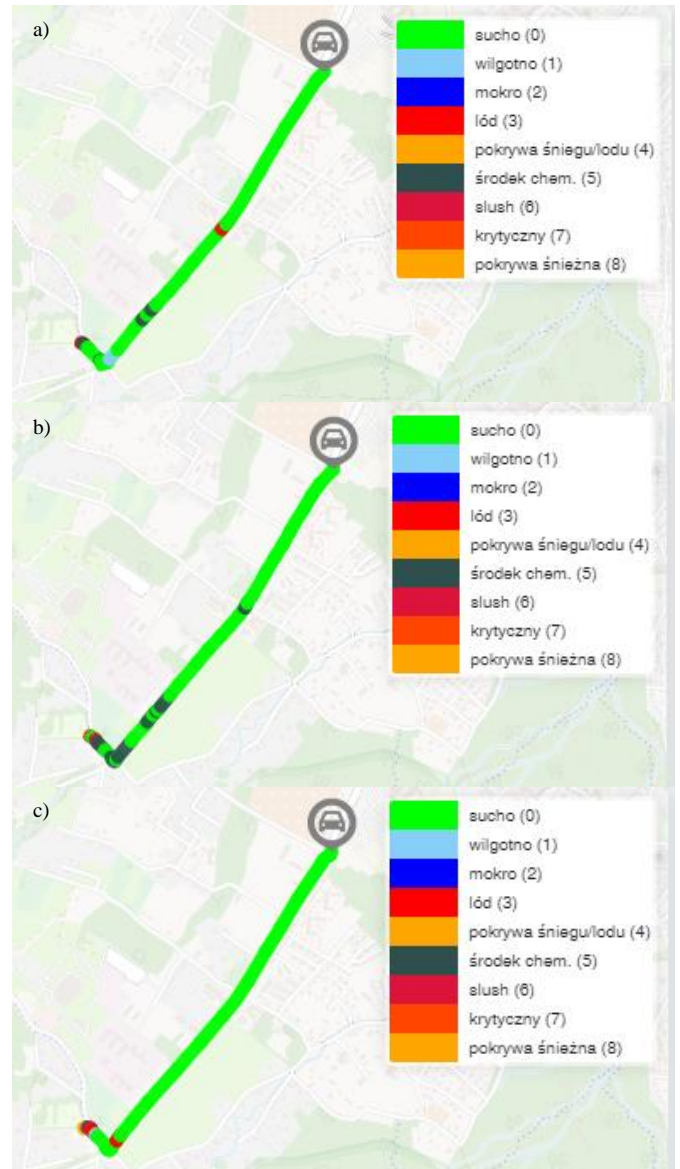 a)
sucho (0)
wilgotno (1)
mokro (2)
lód (3)
pokrywa śniegu/lodu (4)
środek chem. (5)
slush (6)
krytyczny (7)
pokrywa śnieżna (8)
b)
sucho (0)
wilgotno (1)
mokro (2)
lód (3)
pokrywa śniegu/lodu (4)
środek chem. (5)
slush (6)
krytyczny (7)
pokrywa śnieżna (8)
c)
sucho (0)
wilgotno (1)
mokro (2)
lód (3)
pokrywa śniegu/lodu (4)
środek chem. (5)
slush (6)
krytyczny (7)
pokrywa śnieżna (8)